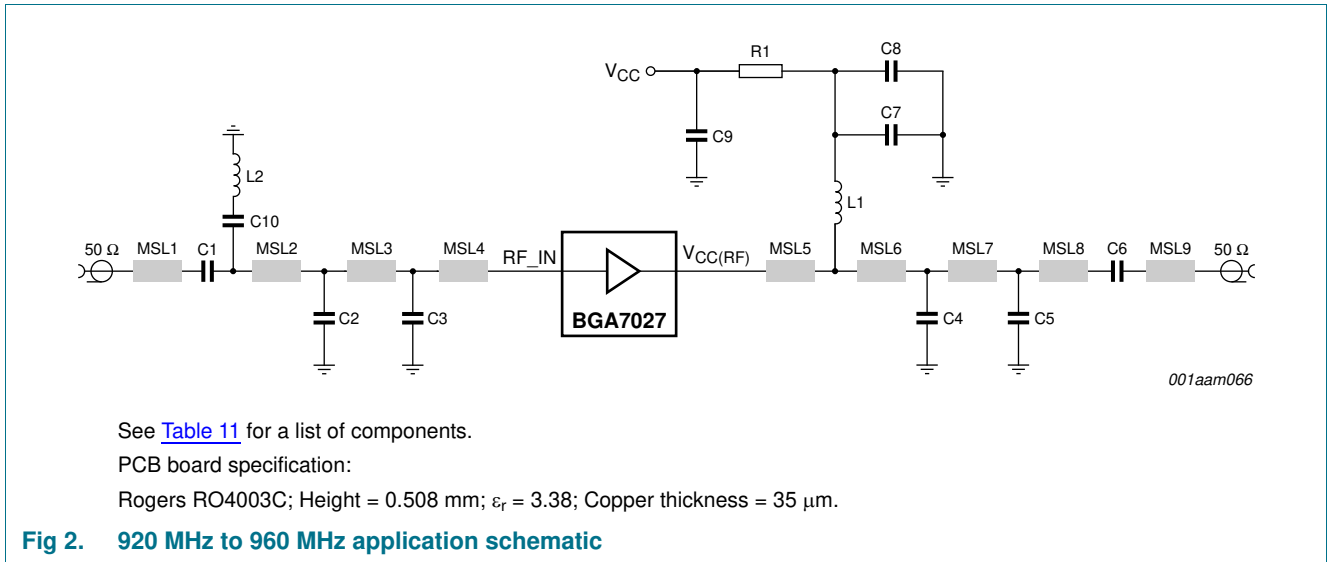 R1
C8
V_CC
C9
C7
L2
L1
C10
50 Ω
MSL1
C1
MSL2
MSL3
MSL4
RF_IN
V_CC(RF)
MSL5
MSL6
MSL7
MSL8
C6
MSL9
50 Ω
BGA7027
C2
C3
C4
C5
001aam066
See Table 11 for a list of components.
PCB board specification:
Rogers RO4003C; Height = 0.508 mm; εr = 3.38; Copper thickness = 35 μm.
Fig 2. 920 MHz to 960 MHz application schematic